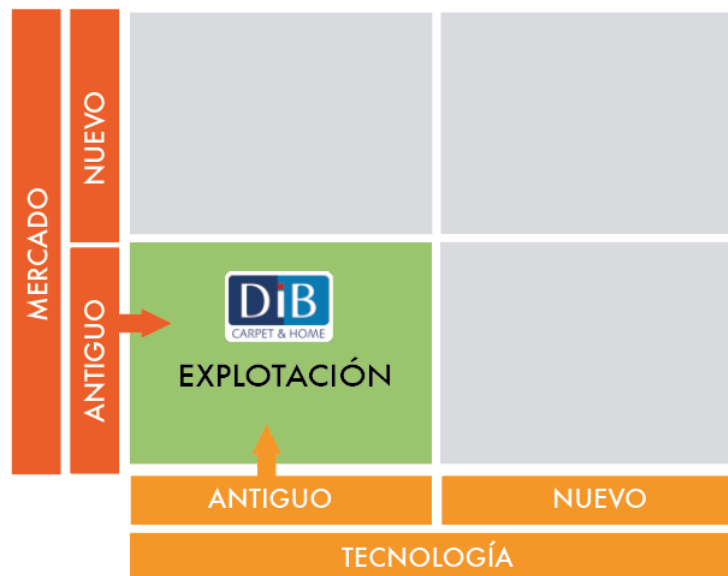 MERCADO
NUEVO
ANTIGUO
DiB
CARPET & HOME
EXPLOTACIÓN
ANTIGUO
NUEVO
TECNOLOGÍA